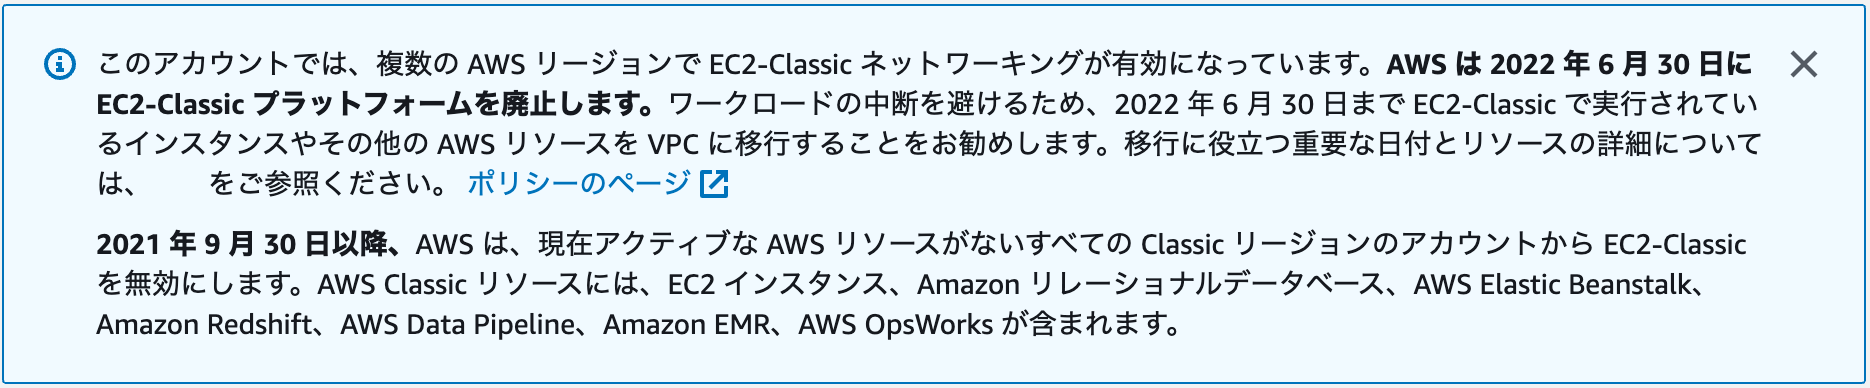 このアカウントでは、複数の AWS リージョンで EC2-Classic ネットワーキングが有効になっています。AWS は 2022 年 6 月 30 日に
EC2-Classic プラットフォームを廃止します。ワークロードの中断を避けるため、2022 年 6 月 30 日まで EC2-Classic で実行されてい
るインスタンスやその他の AWS リソースを VPC に移行することをお勧めします。移行に役立つ重要な日付とリソースの詳細について
は、 をご参照ください。 ポリシーのページ
2021 年 9 月 30 日以降、AWS は、現在アクティブな AWS リソースがないすべての Classic リージョンのアカウントから EC2-Classic
を無効にします。AWS Classic リソースには、EC2 インスタンス、Amazon リレーショナルデータベース、AWS Elastic Beanstalk、
Amazon Redshift、AWS Data Pipeline、Amazon EMR、AWS OpsWorks が含まれます。